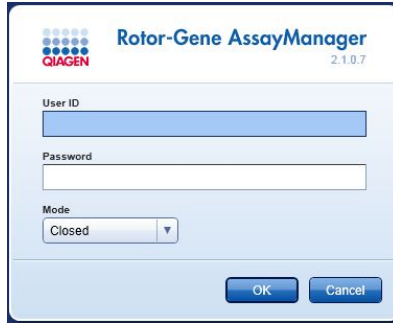 Rotor-Gene AssayManager
2.1.0.7
QIAGEN
User ID
Password
Mode
Closed
OK Cancel